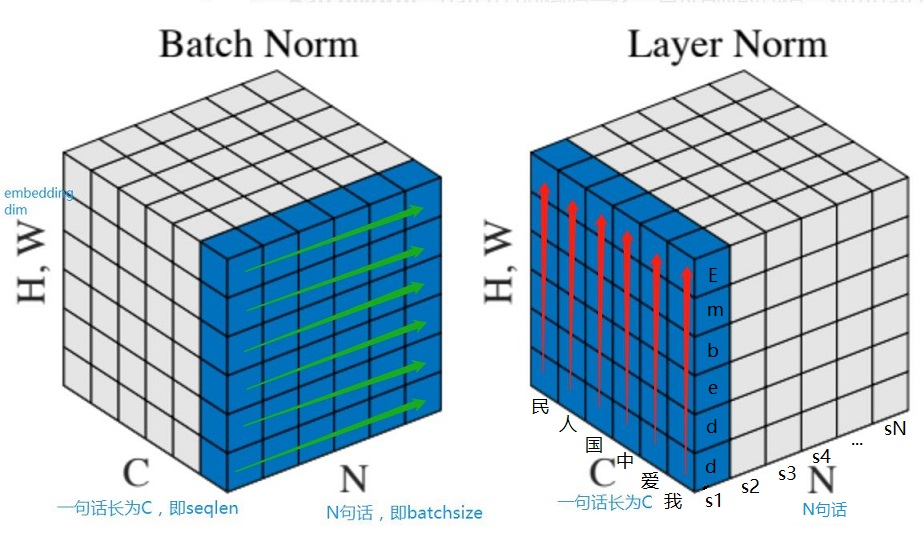 Batch Norm
Layer Norm
embedding
dim
H, W
H, W
E
m
b
e
d
d
民
人
国
中
爱
我
s1
s2
s3
s4
...
sN
C
N
C
N
一句话长为C，即seqlen
N句话，即batchsize
一句话长为C
N句话